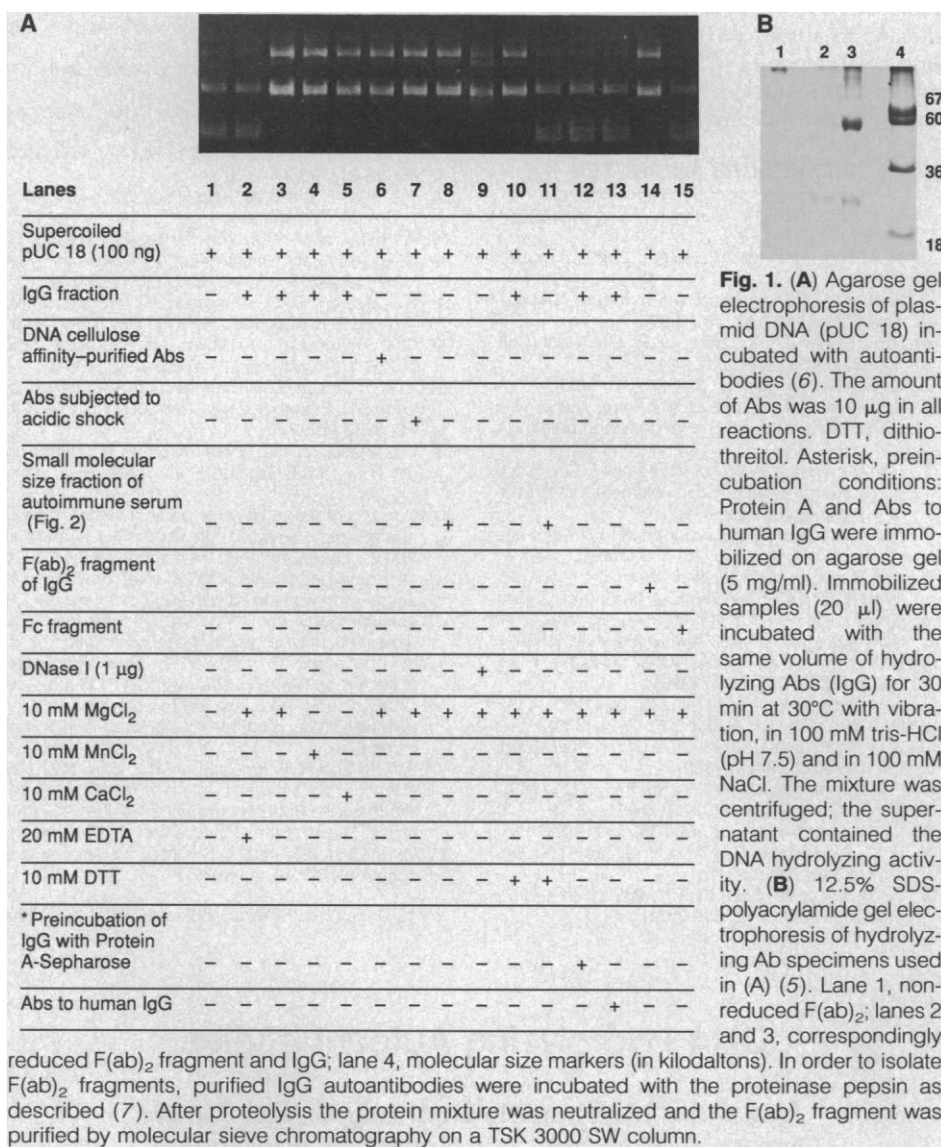 A
B
1 2 3 4
67
60
36
18
Lanes 1 2 3 4 5 6 7 8 9 10 11 12 13 14 15
Supercoiled
pUC 18 (100 ng) + + + + + + + + + + + + + + +
IgG fraction – + + + + – – – – + – + + – –
DNA cellulose
affinity–purified Abs – – – – – + – – – – – – – – –
Abs subjected to
acidic shock – – – – – – + – – – – – – – –
Small molecular
size fraction of
autoimmune serum
(Fig. 2) – – – – – – – + – – + – – – –
F(ab)₂ fragment
of IgG – – – – – – – – – – – – – + –
Fc fragment – – – – – – – – – – – – – – +
DNase I (1 μg) – – – – – – – – + – – – – – –
10 mM MgCl₂ – + + – – + + + + + + + + + +
10 mM MnCl₂ – – – + – – – – – – – – – – –
10 mM CaCl₂ – – – – + – – – – – – – – – –
20 mM EDTA – + – – – – – – – – – – – – –
10 mM DTT – – – – – – – – – + + – – – –
*Preincubation of
IgG with Protein
A-Sepharose – – – – – – – – – – – + – – –
Abs to human IgG – – – – – – – – – – – – + – –
Fig. 1. (A) Agarose gel
electrophoresis of plas-
mid DNA (pUC 18) in-
cubated with autoanti-
bodies (6). The amount
of Abs was 10 μg in all
reactions. DTT, dithio-
threitol. Asterisk, prein-
cubation conditions:
Protein A and Abs to
human IgG were immo-
bilized on agarose gel
(5 mg/ml). Immobilized
samples (20 μl) were
incubated with the
same volume of hydro-
lyzing Abs (IgG) for 30
min at 30°C with vibra-
tion, in 100 mM tris-HCl
(pH 7.5) and in 100 mM
NaCl. The mixture was
centrifuged; the super-
natant contained the
DNA hydrolyzing activ-
ity. (B) 12.5% SDS-
polyacrylamide gel elec-
trophoresis of hydrolyz-
ing Ab specimens used
in (A) (5). Lane 1, non-
reduced F(ab)₂; lanes 2
and 3, correspondingly
reduced F(ab)₂ fragment and IgG; lane 4, molecular size markers (in kilodaltons). In order to isolate
F(ab)₂ fragments, purified IgG autoantibodies were incubated with the proteinase pepsin as
described (7). After proteolysis the protein mixture was neutralized and the F(ab)₂ fragment was
purified by molecular sieve chromatography on a TSK 3000 SW column.